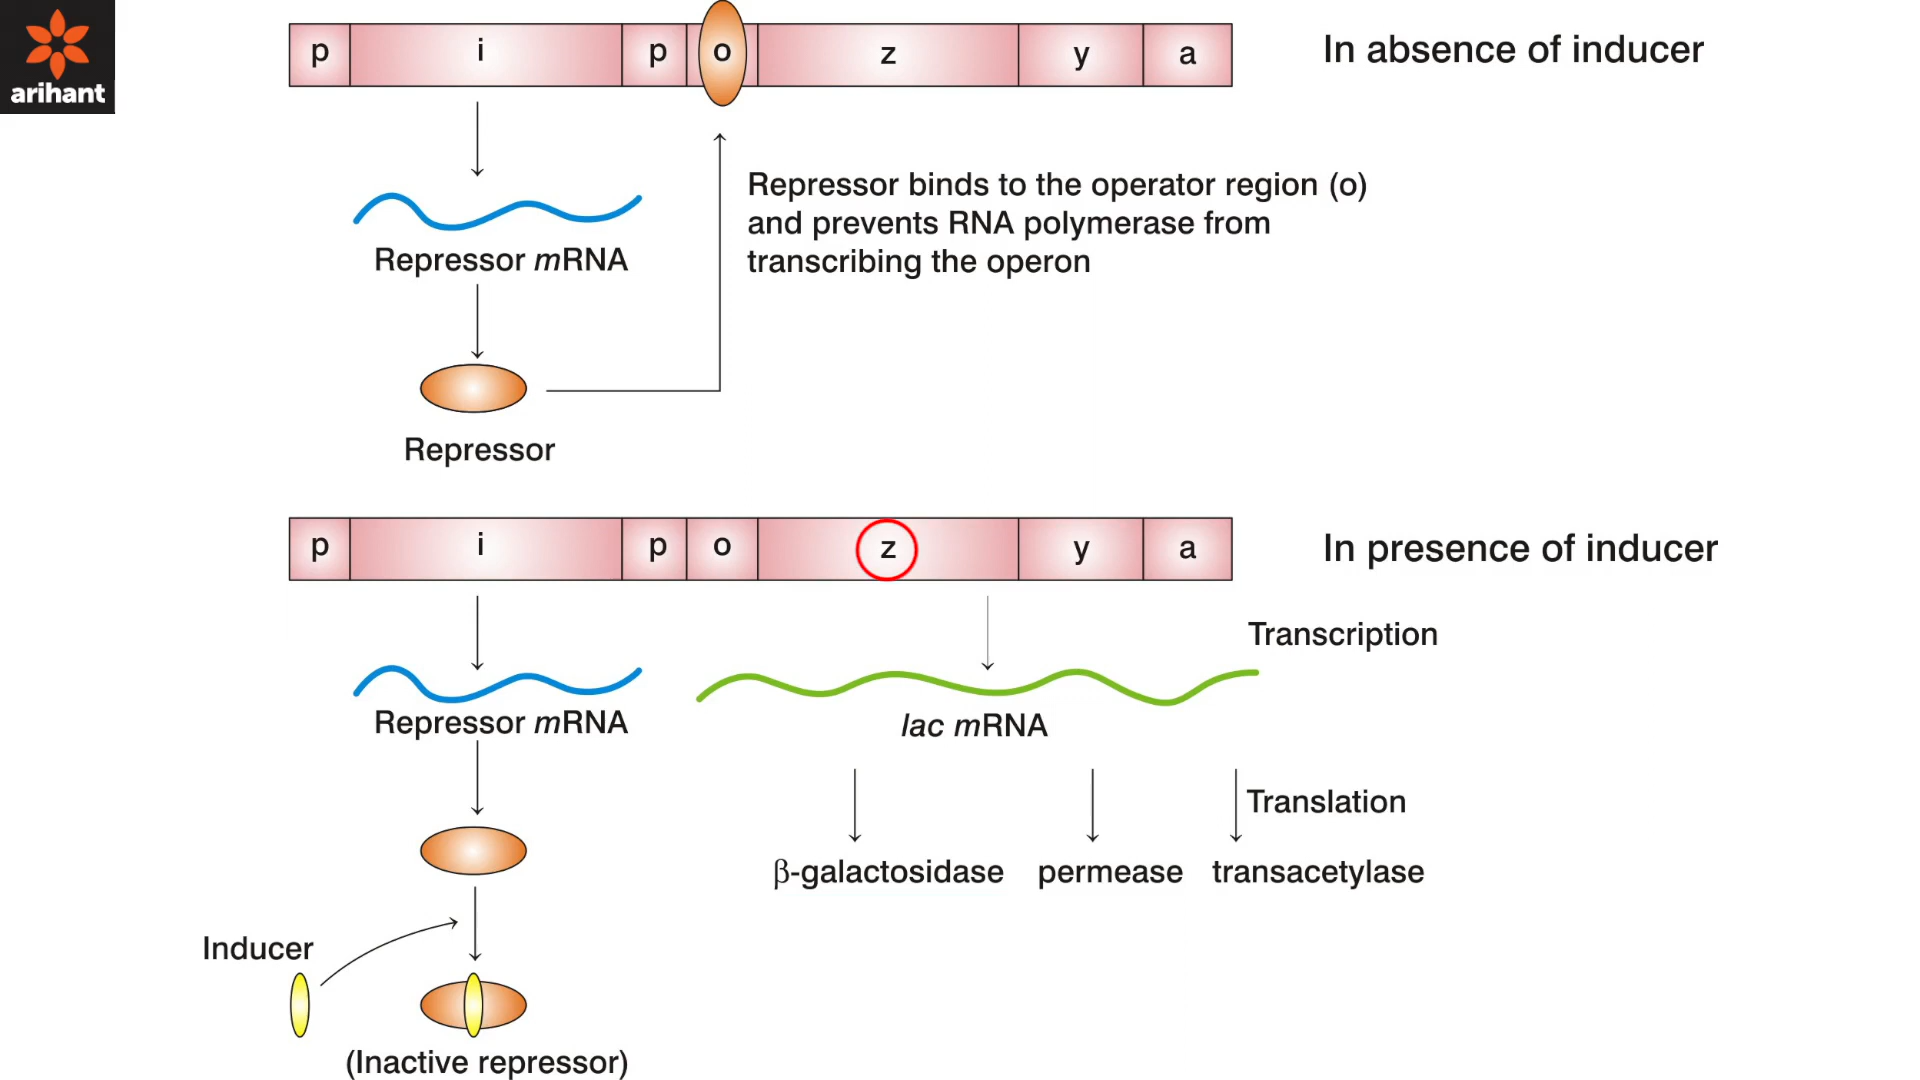 arihant
p i p o z y a
In absence of inducer
Repressor binds to the operator region (o)
and prevents RNA polymerase from
transcribing the operon
Repressor mRNA
Repressor
p i p o z y a
In presence of inducer
Transcription
Repressor mRNA
lac mRNA
Translation
β-galactosidase permease transacetylase
Inducer
(Inactive repressor)